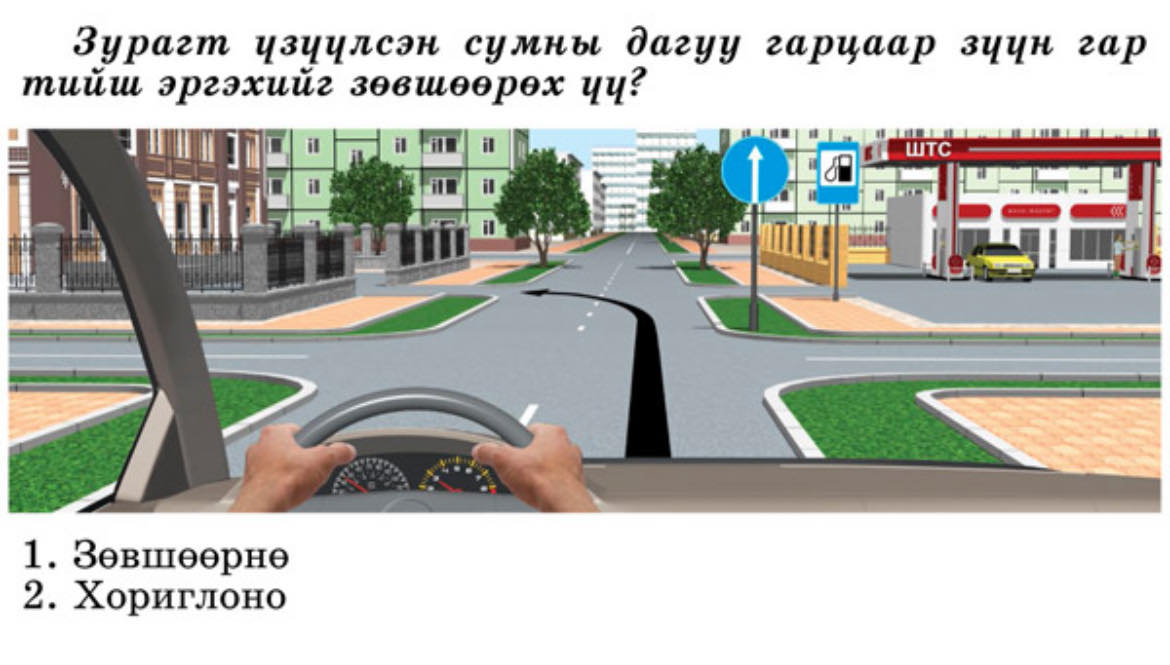 Зурагт үзүүлсэн сумны дагуу гарцаар зүүн гар
тийш эргэхийг зөвшөөрөх үү?
ШТС
1. Зөвшөөрнө
2. Хориглоно